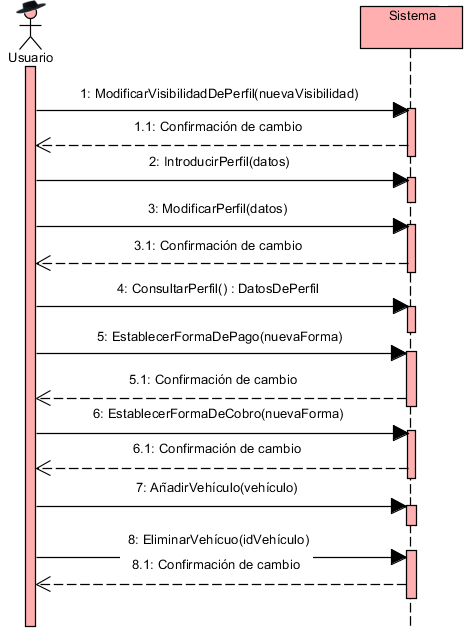 Sistema
Usuario
1: ModificarVisibilidadDePerfil(nuevaVisibilidad)
1.1: Confirmación de cambio
2: IntroducirPerfil(datos)
3: ModificarPerfil(datos)
3.1: Confirmación de cambio
4: ConsultarPerfil() : DatosDePerfil
5: EstablecerFormaDePago(nuevaForma)
5.1: Confirmación de cambio
6: EstablecerFormaDeCobro(nuevaForma)
6.1: Confirmación de cambio
7: AñadirVehículo(vehículo)
8: EliminarVehícuo(idVehículo)
8.1: Confirmación de cambio